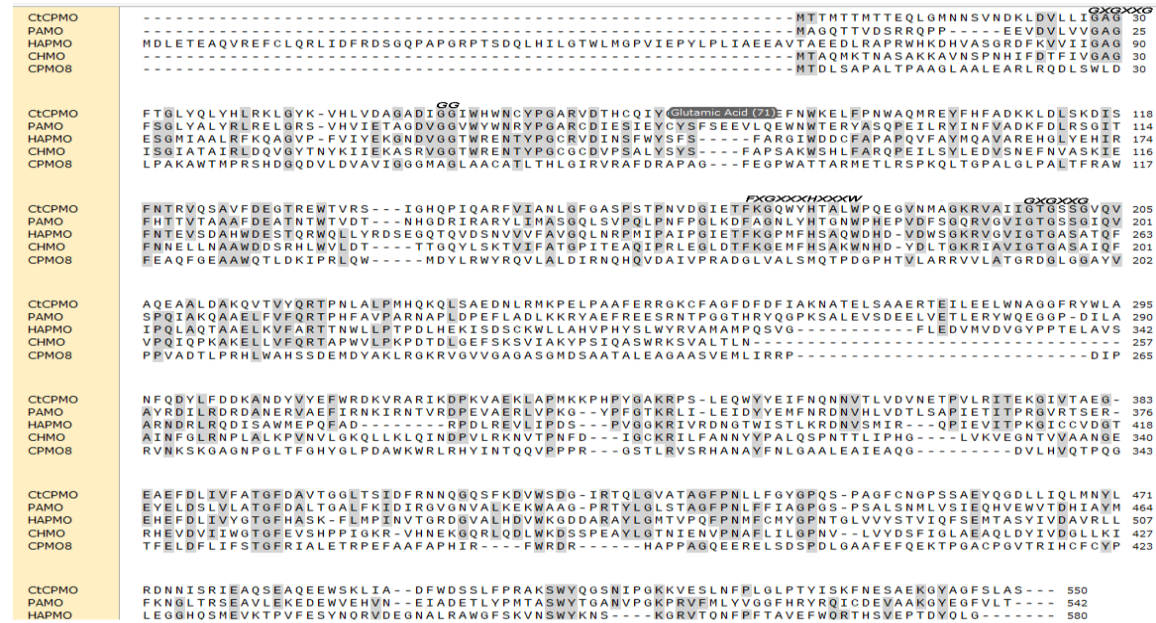 GXGXXG
CtCPMO ------------------------------------------------------------MTTMTTMTTEQLGMNNSVNDKLDVLLIGAG 30
PAMO ------------------------------------------------------------MAGQTTVDSRRQPP-----EEVDVLVVGAG 25
HAPMO MDLETEAQVREFCLQRLIDFRDSGQPAPGRPTSDQLHILGTWLMGPVIEPYLPLIAEEAVTAEEDLRAPRWHKDHVASGRDFKVVIIGAG 90
CHMO ------------------------------------------------------------MTAQMKTNASAKKAVNSPNHIFDTFIVGAG 30
CPMO8 ------------------------------------------------------------MTDLSAPALTPAAGLAALEARLRQDLSWLD 30
GG
CtCPMO FTGLYQLYHLRKLGYK-VHLVDAGADIGGIWHWNCYPGARVDTHCQIY Glutamic Acid (71) EFWKELFPNWAQMREYFHFADKKLDLSKDIS 118
PAMO FSGLYALYRLRELGRS-VHVIETAGDVGGVWYWNRYPGARCDIESIEYCYSFSEEVLQEWNWTERYASQPEILRYINFVADKFDLRSGIT 114
HAPMO ESGMIAALRFKQAGVP-FVIYEKGNDVGGTWRENTYPGCRVDINSFWYSYS----FARGIWDDCFAPAPQVFAYMQAVAREHGLYEHIR 174
CHMO ISGIATAIRLDQVGYTNYKIIEKASRVGGTWRENTYPGCGCDVPSALYSYS----FAPSAKWSHLFARQPEILSYLEDVSNEFNVASKIE 116
CPMO8 LPAKAWTMPRSHDGQDVLDVAVIGGGMAGLAACATLTHLGIRVRAFDRAPAG---FEGPWATTARMETLRSPKQLTGPALGLPALTFRAW 117
FXGXXXHXXXW GXGXXG
CtCPMO FNTRVQSAVFDEGTREWTVRS---IGHQPIQARFVIANLGFGASPSTPNVDGIETFKGQWYHTALWPQEGVNMAGKRVAIIGTGSSGVQV 205
PAMO FHTTVTAAAFDEATNTWTVDT----NHGDRIRARYLIMASGQLSVPQLPNFPGLKDFAGNLYHTGNWPHEPVDFSGQRVGVIGTGSSGIQV 201
HAPMO FNTEVSDAHWDESTQRWQLLYRDSEGQTQVDSNVVVFAVGQLNRPMIPAIPGIETFKGPMFHSAQWDHD-VDWSGKRVGVIGTGASATQF 263
CHMO FNNELLNAAWDDSRHLWVLDT----TTGQYLSKTVIFATGPITEAQIPRLEGLDTFKGEMFHSAKWNHD-YDLTGKRIAVIGTGASAIQF 201
CPMO8 FEAQFGEAAWQTLDKIPRLQW-----MDYLRWYRQVLALDIRNQHQVDAIVPRADGLVALSMQTPDGPHTVLARRVVLATGRDGLGGAYV 202
CtCPMO AQEAALDAKQVTVYQRTPNLALPMHQKQLSAEDNLRMKPELPAAFERRGKCFAGFDFDFIAKNATELSAAERTEILEELWNAGGFRYWLA 295
PAMO SPQIAKQAAELFVFQRTPHFAVPARNAPLDPEFLADLKKRYAEFREESRNTPGGTHRYQGPKSALEVSDEELVETLERYWQEGGP-DILA 290
HAPMO IPQLAQTAAELKVFARTTNWLLPTPDLHEKISDSCKWLLAHVPHYSLWYRVAMAMPQSVG-----------FLEDVMVDVGYPPTELAVS 342
CHMO VPQIQPKAKELLVFQRTAPWVLPKPDTDLGEFSKSVIAKYPSIQASWRKSVALTLN---------------------------------- 257
CPMO8 PPVADTLPRHLWAHSSDEMDYAKLRGKRVGVVGAGASGMDSAATALEAGAASVEMLIRRP---------------------------DIP 265
CtCPMO NFQDYLFDDKANDYVYEFWRDKVRARIKDPKVAEKLAPMKKPHPYGAKRPS-LEQWYYEIFNQNNVTLVDVNETPVLRITEKGIVTAEG- 383
PAMO AYRDILRDRDANERVAEFIRNKIRNTVRDPEVAERLVPKG--YPFGTKRLI-LEIDYYEMFNRDNVHLVDTLSAPIETITPRGVRTSER- 376
HAPMO ARNDRLRQDISAWMEPQFAD--------RPDLREVLIPDS--PVGGKRIVRDNGTWISTLKRDNVSMIR---QPIEVITPKGICCVDGT 418
CHMO AINFGLRNPLALKPVNVLGKQLLKLQINDPVLRKNVTPNFD---IGCKRILFANNYYPALQSPNTTLIPHG---LVKVEGNTVVAANGE 340
CPMO8 RVNKSKGAGNPGLTFGHYGLPDAWKWRLRHYINTQQVPPPR----GSTLRVSRHANAYFNLGAALEAIEAQG------DVLHVQTPQG 343
CtCPMO EAEFDLIVFATGFDAVTGGLTSIDFRNNQGQSFKDVWSDG-IRTQLGVATAGFPNLLFGYGPQS-PAGFCNGPSSAEYQGDLLIQLMNYL 471
PAMO EYELDSLVLATGFDALTGALFKIDIRGVGNVALKEKWAAG-PRTYLGLSTAGFPNLFFIAGPGS-PSALSNMLVSIEQHVEWVTDHIAYM 464
HAPMO EHEFDLIVYGTGFHASK-FLMPINVTGRDGVALHDVWKGDDARAYLGMTVPQFPNMFCMYGPNTGLVVYSTVIQFSEMTASYIVDAVRLL 507
CHMO LHEVDVIIWGTGFEVSHPPIGKR-VHNEKGQRLQDLWKDSSPEAYLGTNIENVPNAFLILGPNV--LVYDSFIGLAEAQLDYIVDGLLKI 427
CPMO8 TFELDFLIFSTGFRIALETRPEFAAFAPHIR----FWRDR-----HAPPAGQEERELSDSPDLGAAFEFQEKTPGACPGVTRIHCFCYP 423
CtCPMO RDNNISRIEAQSEAQEEWSKLIA--DFWDSSLFPRAKSWYQGSNIPGKKVESLNFPLGLPTYISKFNESAEKGYAGFSLAS--- 550
PAMO FKNGLTRSEAVLEKEDEWVEHVN--EIADETLYPMTASWYTGANVPGKPRVFMLYVGGFHRYRQICDEVAAKGYEGFVLT---- 542
HAPMO LEGGHQSMEVKTPVFESYNQRVDEGNALRAWGFSKVNSWYKNS----KGRVTQNFPFTAVEFWQRTHSVEPTDYQLG------ 580